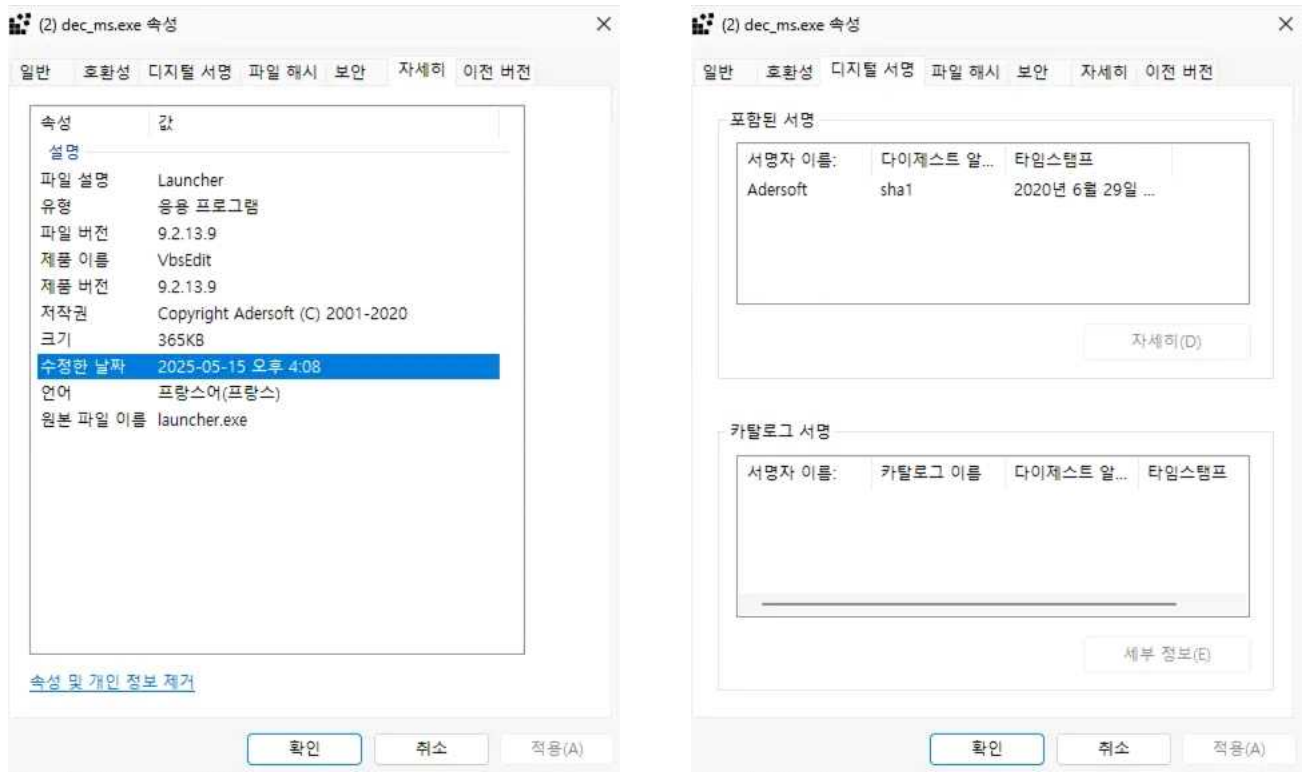 (2) dec_ms.exe 속성
일반 호환성 디지털 서명 파일 해시 보안 자세히 이전 버전
속성 값
설명
파일 설명 Launcher
유형 응용 프로그램
파일 버전 9.2.13.9
제품 이름 VbsEdit
제품 버전 9.2.13.9
저작권 Copyright Adersoft (C) 2001-2020
크기 365KB
수정한 날짜 2025-05-15 오후 4:08
언어 프랑스어(프랑스)
원본 파일 이름 launcher.exe
속성 및 개인 정보 제거
확인 취소 적용(A)
(2) dec_ms.exe 속성
일반 호환성 디지털 서명 파일 해시 보안 자세히 이전 버전
포함된 서명
서명자 이름: 다이제스트 알... 타임스탬프
Adersoft sha1 2020년 6월 29일 ...
자세히(D)
카탈로그 서명
서명자 이름: 카탈로그 이름 다이제스트 알... 타임스탬프
세부 정보(E)
확인 취소 적용(A)